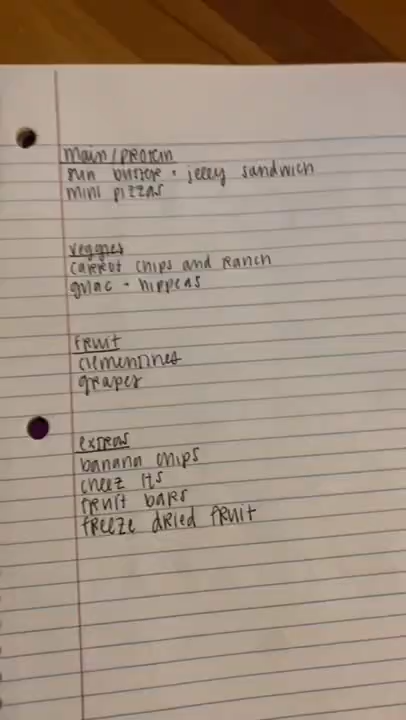 main/protein
sun butter + jelly sandwich
mini pizzas
veggies
carrot chips and ranch
guac + hippeas
fruit
clementines
grapes
extras
banana chips
cheez its
fruit bars
freeze dried fruit